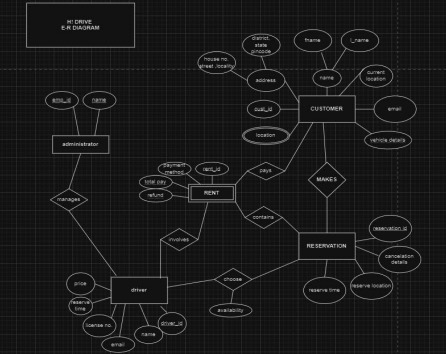 H! DRIVE
E-R DIAGRAM
district,
state
pincode
fname
l_name
house no.
street ,locality
address
name
current
location
emp_id
name
cust_id
CUSTOMER
email
location
vehicle details
administrator
payment
method
rent_id
pays
total pay
RENT
MAKES
refund
manages
contains
reservation id
involves
RESERVATION
cancelation
details
price
driver
choose
reserve time
reserve location
reserve
time
availability
license no.
driver_id
name
email